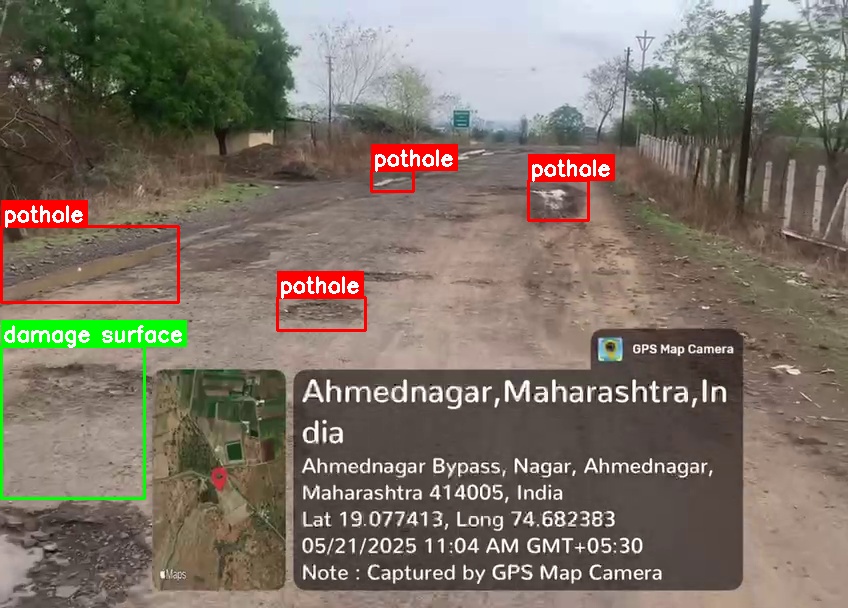 pothole
pothole
pothole
pothole
damage surface
GPS Map Camera
Ahmednagar,Maharashtra,In
dia
Ahmednagar Bypass, Nagar, Ahmednagar,
Maharashtra 414005, India
Lat 19.077413, Long 74.682383
05/21/2025 11:04 AM GMT+05:30
Note : Captured by GPS Map Camera
Maps